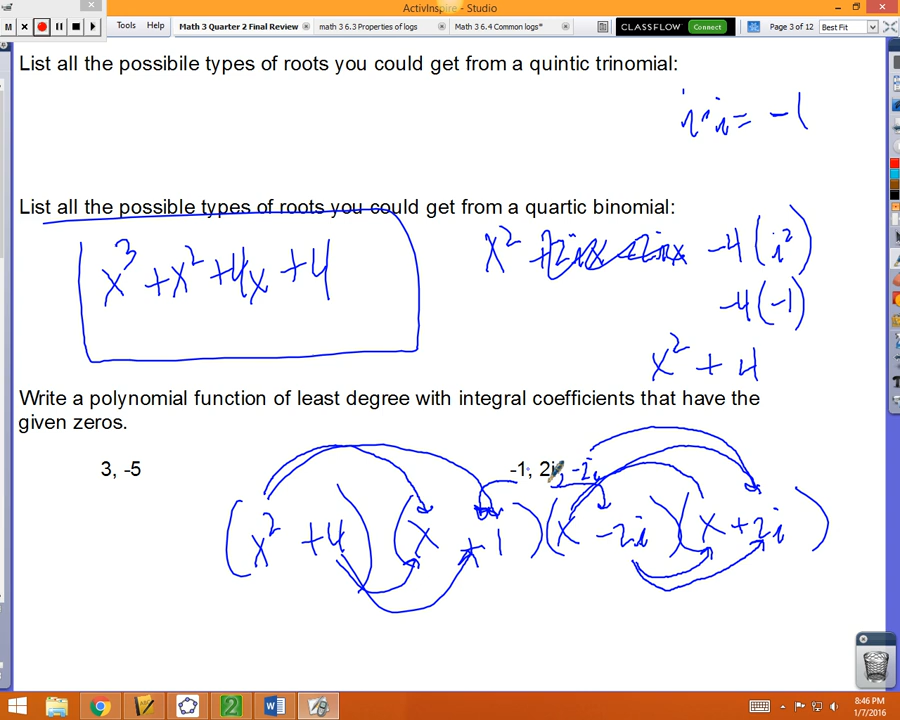 ActivInspire - Studio
Tools Help Math 3 Quarter 2 Final Review × math 3 6.3 Properties of logs × Math 3 6.4 Common logs* × CLASSFLOW Connect Page 3 of 12 Best Fit
List all the possibile types of roots you could get from a quintic trinomial:
i·i = -1
List all the possible types of roots you could get from a quartic binomial:
x³ + x² + 4x + 4
x² + 2ix - 2ix - 4(i²)
-4(-1)
x² + 4
Write a polynomial function of least degree with integral coefficients that have the
given zeros.
3, -5
-1, 2i, -2i
(x² + 4)(x + 1)(x - 2i)(x + 2i)
8:46 PM
1/7/2016